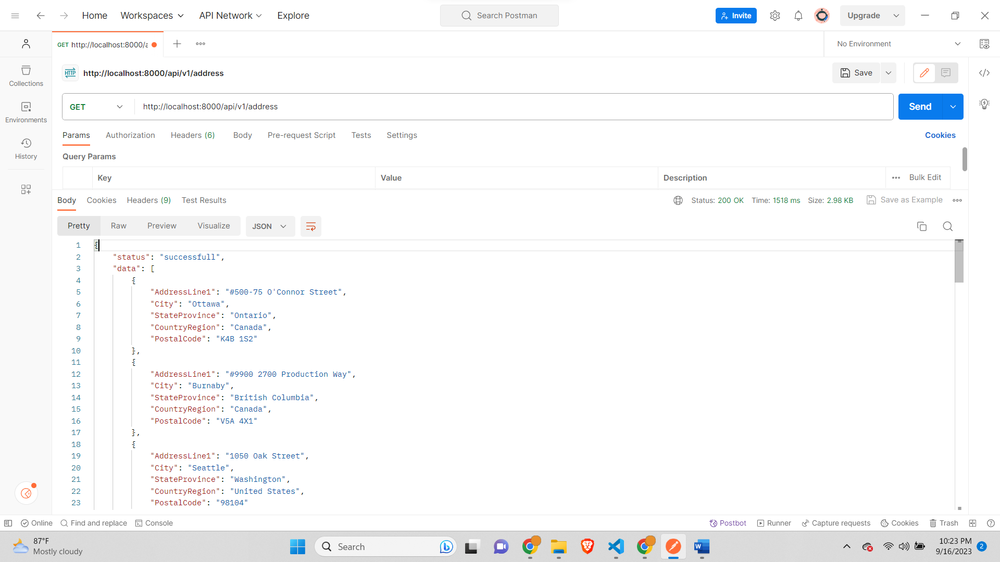 Home Workspaces API Network Explore Search Postman Invite Upgrade
GET http://localhost:8000/a No Environment
HTTP http://localhost:8000/api/v1/address Save
Collections
GET http://localhost:8000/api/v1/address Send
Environments
Params Authorization Headers (6) Body Pre-request Script Tests Settings Cookies
History
Query Params
Key Value Description Bulk Edit
Body Cookies Headers (9) Test Results Status: 200 OK Time: 1518 ms Size: 2.98 KB Save as Example
Pretty Raw Preview Visualize JSON
1 {
2 "status": "successfull",
3 "data": [
4 {
5 "AddressLine1": "#500-75 O'Connor Street",
6 "City": "Ottawa",
7 "StateProvince": "Ontario",
8 "CountryRegion": "Canada",
9 "PostalCode": "K4B 1S2"
10 },
11 {
12 "AddressLine1": "#9900 2700 Production Way",
13 "City": "Burnaby",
14 "StateProvince": "British Columbia",
15 "CountryRegion": "Canada",
16 "PostalCode": "V5A 4X1"
17 },
18 {
19 "AddressLine1": "1050 Oak Street",
20 "City": "Seattle",
21 "StateProvince": "Washington",
22 "CountryRegion": "United States",
23 "PostalCode": "98104"
Online Find and replace Console Postbot Runner Capture requests Cookies Trash
87°F
Mostly cloudy
Search
W
10:23 PM
9/16/2023
2